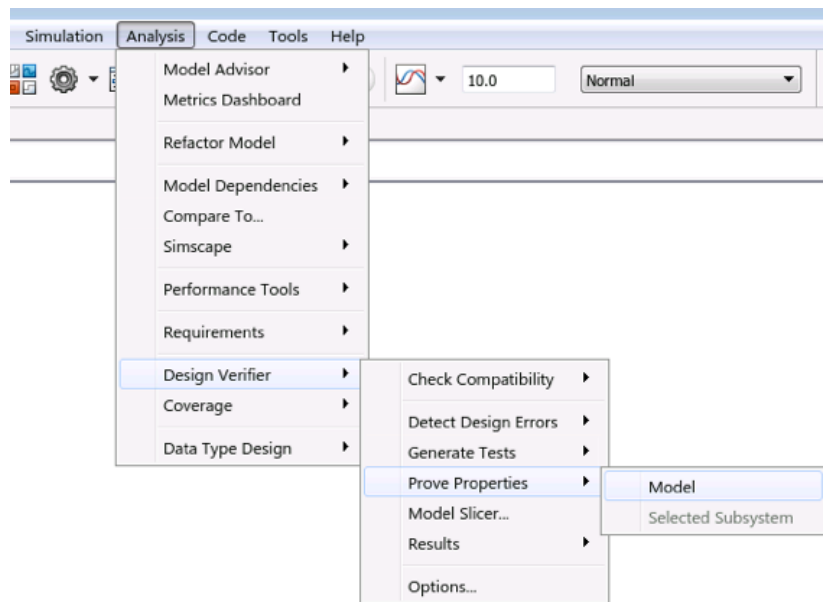 Simulation Analysis Code Tools Help
10.0 Normal
Model Advisor
Metrics Dashboard
Refactor Model
Model Dependencies
Compare To...
Simscape
Performance Tools
Requirements
Design Verifier
Coverage
Data Type Design
Check Compatibility
Detect Design Errors
Generate Tests
Prove Properties
Model Slicer...
Results
Options...
Model
Selected Subsystem